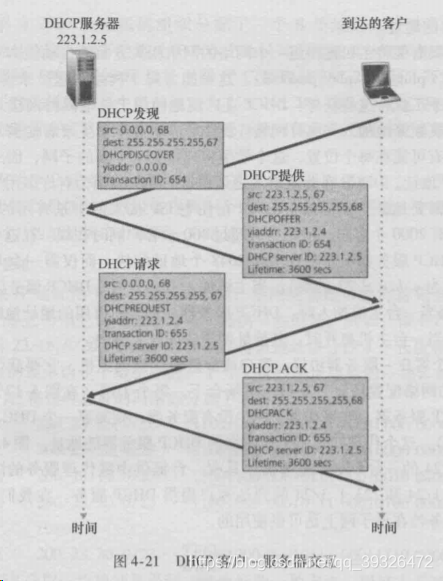 DHCP服务器
223.1.2.5
到达的客户
DHCP发现
src: 0.0.0.0, 68
dest: 255.255.255.255,67
DHCPDISCOVER
yiaddr: 0.0.0.0
transaction ID: 654
DHCP提供
src: 223.1.2.5, 67
dest: 255.255.255.255,68
DHCPOFFER
yiaddr: 223.1.2.4
transaction ID: 654
DHCP server ID: 223.1.2.5
Lifetime: 3600 secs
DHCP请求
src: 0.0.0.0, 68
dest: 255.255.255.255, 67
DHCPREQUEST
yiaddr: 223.1.2.4
transaction ID: 655
DHCP server ID: 223.1.2.5
Lifetime: 3600 secs
DHCP ACK
src: 223.1.2.5, 67
dest: 255.255.255.255,68
DHCPACK
yiaddr: 223.1.2.4
transaction ID: 655
DHCP server ID: 223.1.2.5
Lifetime: 3600 secs
时间
时间
图 4-21 DHCP 客户 – 服务器交互
https://blog.csdn.net/qq_39326472